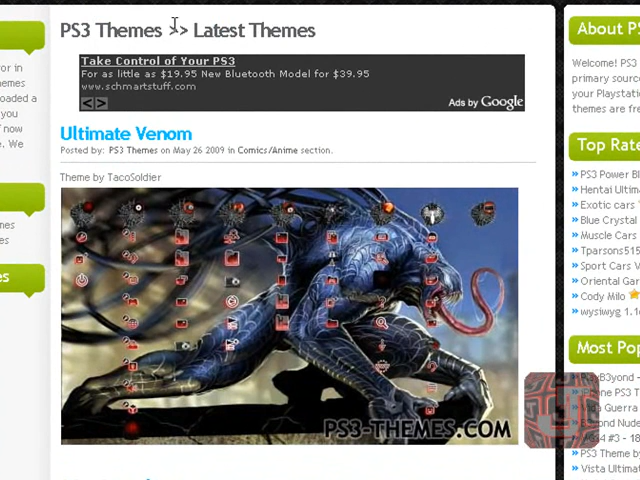 PS3 Themes >> Latest Themes
Take Control of Your PS3
For as little as $19.95 New Bluetooth Model for $39.95
www.schmartstuff.com
Ads by Google
Ultimate Venom
Posted by: PS3 Themes on May 26 2009 in Comics/Anime section.
Theme by TacoSoldier
PS3-THEMES.COM
or in
hemes
oaded a
you
f now
e. We
mes
es
es
About PS
Welcome! PS3
primary source
your Playstatio
themes are fre
Top Rate
PS3 Power Bl
Hentai Ultim
Exotic cars
Blue Crystal
Muscle Cars
Tparsons515
Sport Cars V
Oriental Gar
Cody Milo
wysiwyg 1.1
Most Pop
PS3 Theme by
Vista Ultima